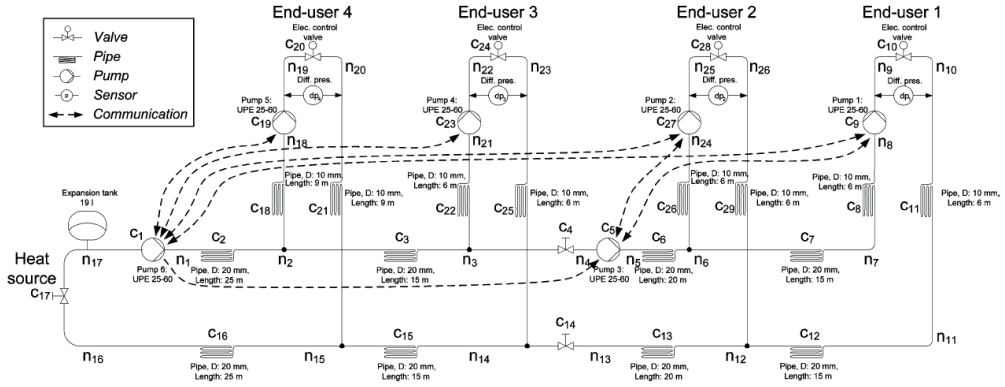 End-user 4
End-user 3
End-user 2
End-user 1
Valve
Pipe
Pump
P
Sensor
Communication
Elec. control
valve
C20
n19
n20
Diff. pres.
dp4
Pump 5:
UPE 25-60
C19
n18
Pipe, D: 10 mm,
Length: 9 m
C18
C21
Pipe, D: 10 mm,
Length: 9 m
Elec. control
valve
C24
n22
n23
Diff. pres.
dp3
Pump 4:
UPE 25-60
C23
n21
Pipe, D: 10 mm,
Length: 6 m
C22
C25
Pipe, D: 10 mm,
Length: 6 m
Elec. control
valve
C28
n25
n26
Diff. pres.
dp2
Pump 2:
UPE 25-60
C27
n24
Pipe, D: 10 mm,
Length: 6 m
C26
C29
Pipe, D: 10 mm,
Length: 6 m
Elec. control
valve
C10
n9
n10
Diff. pres.
dp1
Pump 1:
UPE 25-60
C9
n8
Pipe, D: 10 mm,
Length: 6 m
C8
C11
Pipe, D: 10 mm,
Length: 6 m
Expansion tank
19 l
n17
C1
Pump 6:
UPE 25-60
n1
C2
Pipe, D: 20 mm,
Length: 25 m
n2
C3
Pipe, D: 20 mm,
Length: 15 m
n3
C4
n4
C5
Pump 3:
UPE 25-60
n5
C6
Pipe, D: 20 mm,
Length: 20 m
n6
C7
Pipe, D: 20 mm,
Length: 15 m
n7
Heat
source
C17
n16
C16
Pipe, D: 20 mm,
Length: 25 m
n15
C15
Pipe, D: 20 mm,
Length: 15 m
n14
C14
n13
C13
Pipe, D: 20 mm,
Length: 20 m
n12
C12
Pipe, D: 20 mm,
Length: 15 m
n11